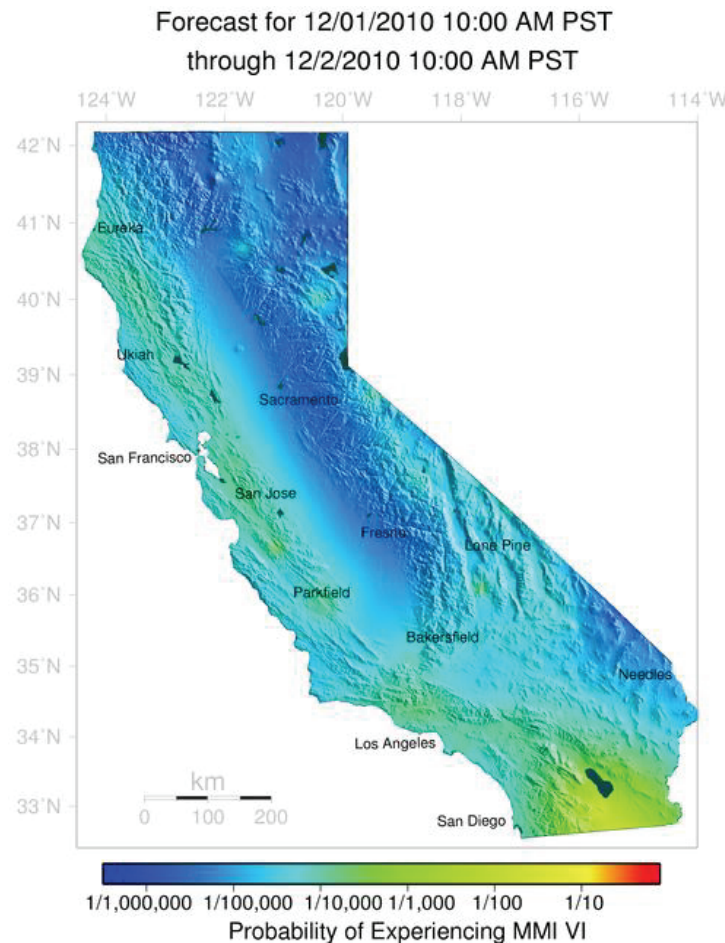 Forecast for 12/01/2010 10:00 AM PST
through 12/2/2010 10:00 AM PST
124˚W 122˚W 120˚W 118˚W 116˚W 114˚W
42˚N
41˚N
Eureka
40˚N
Ukiah
39˚N
Sacramento
38˚N
San Francisco
San Jose
37˚N
Fresno
Lone Pine
36˚N
Parkfield
Bakersfield
35˚N
Needles
34˚N
Los Angeles
km
33˚N
0 100 200
San Diego
1/1,000,000 1/100,000 1/10,000 1/1,000 1/100 1/10
Probability of Experiencing MMI VI